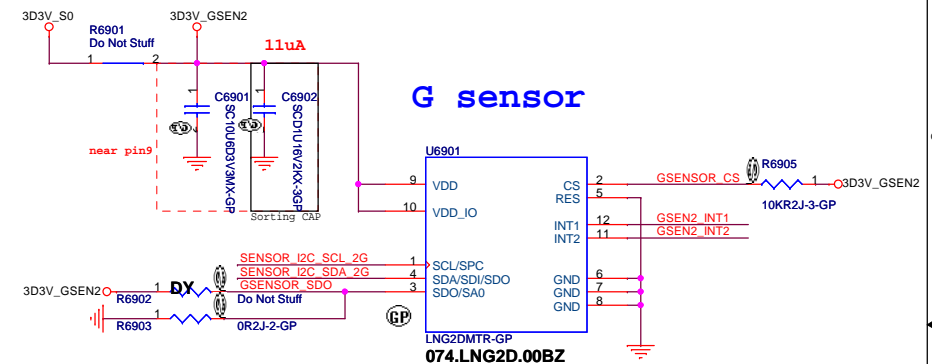 3D3V_S0
3D3V_GSEN2
R6901
Do Not Stuff
11uA
1
2
1
1
C6901
C6902
SC10U6D3V3MX-GP
SCD1U16V2KX-3GP
G sensor
near pin9
Sorting CAP
U6901
9
VDD
10
VDD_IO
CS
2
GSENSOR_CS
R6905
1
3D3V_GSEN2
10KR2J-3-GP
RES
5
INT1
12
GSEN2_INT1
INT2
11
GSEN2_INT2
SENSOR_I2C_SCL_2G
1
SCL/SPC
SENSOR_I2C_SDA_2G
4
SDA/SDI/SDO
GSENSOR_SDO
3
SDO/SA0
GND
6
GND
7
GND
8
3D3V_GSEN2
1
DY
R6902
Do Not Stuff
1
R6903
0R2J-2-GP
GP
LNG2DMTR-GP
074.LNG2D.00BZ